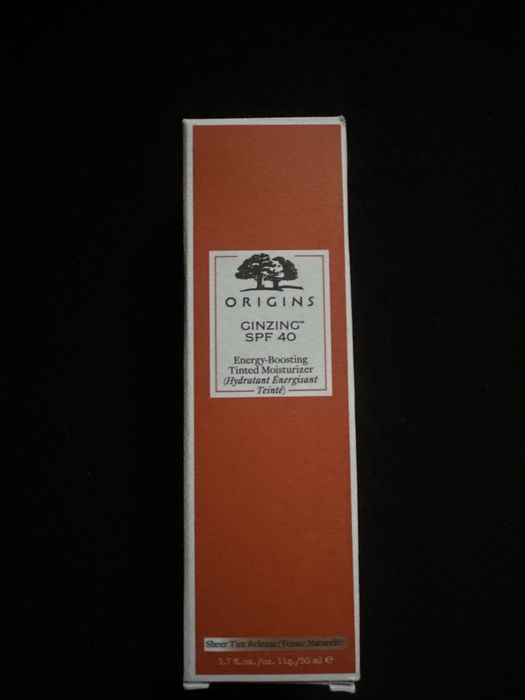 ORIGINS
GINZING™
SPF 40
Energy-Boosting
Tinted Moisturizer
(Hydratant Énergisant
Teinté)
Sheer Tint Release (Teinte Naturelle)
1.7 fl.oz./oz. liq./50 ml ℮